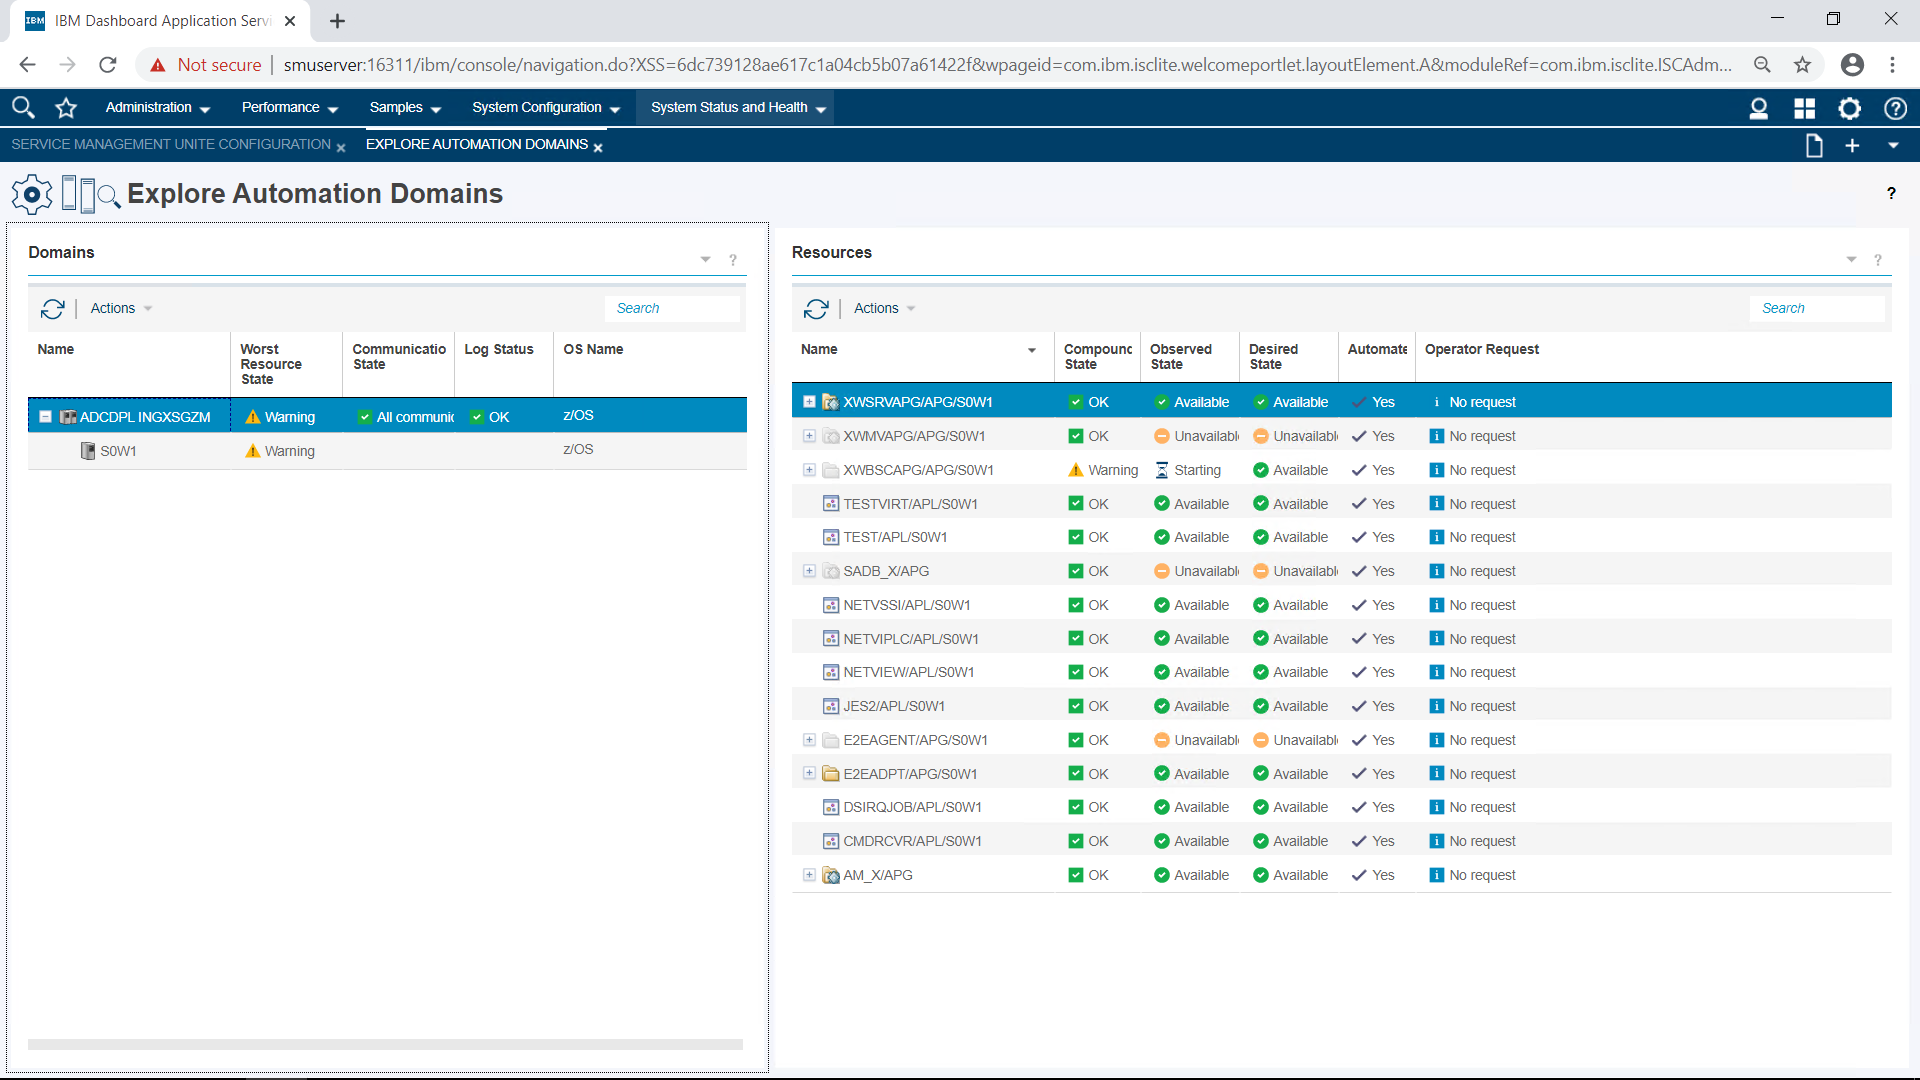 IBM Dashboard Application Servi
Not secure | smuserver:16311/ibm/console/navigation.do?XSS=6dc739128ae617c1a04cb5b07a61422f&wpageid=com.ibm.isclite.welcomeportlet.layoutElement.A&moduleRef=com.ibm.isclite.ISCAdm...
Administration Performance Samples System Configuration System Status and Health
SERVICE MANAGEMENT UNITE CONFIGURATION EXPLORE AUTOMATION DOMAINS
Explore Automation Domains ?
Domains ?
Actions Search
Name Worst Resource State Communicatio State Log Status OS Name
ADCDPL INGXSGZM Warning All communic OK z/OS
S0W1 Warning z/OS
Resources ?
Actions Search
Name Compound State Observed State Desired State Automate Operator Request
XWSRVAPG/APG/S0W1 OK Available Available Yes No request
XWMVAPG/APG/S0W1 OK Unavailabl Unavailabl Yes No request
XWBSCAPG/APG/S0W1 Warning Starting Available Yes No request
TESTVIRT/APL/S0W1 OK Available Available Yes No request
TEST/APL/S0W1 OK Available Available Yes No request
SADB_X/APG OK Unavailabl Unavailabl Yes No request
NETVSSI/APL/S0W1 OK Available Available Yes No request
NETVIPLC/APL/S0W1 OK Available Available Yes No request
NETVIEW/APL/S0W1 OK Available Available Yes No request
JES2/APL/S0W1 OK Available Available Yes No request
E2EAGENT/APG/S0W1 OK Unavailabl Unavailabl Yes No request
E2EADPT/APG/S0W1 OK Available Available Yes No request
DSIRQJOB/APL/S0W1 OK Available Available Yes No request
CMDRCVR/APL/S0W1 OK Available Available Yes No request
AM_X/APG OK Available Available Yes No request